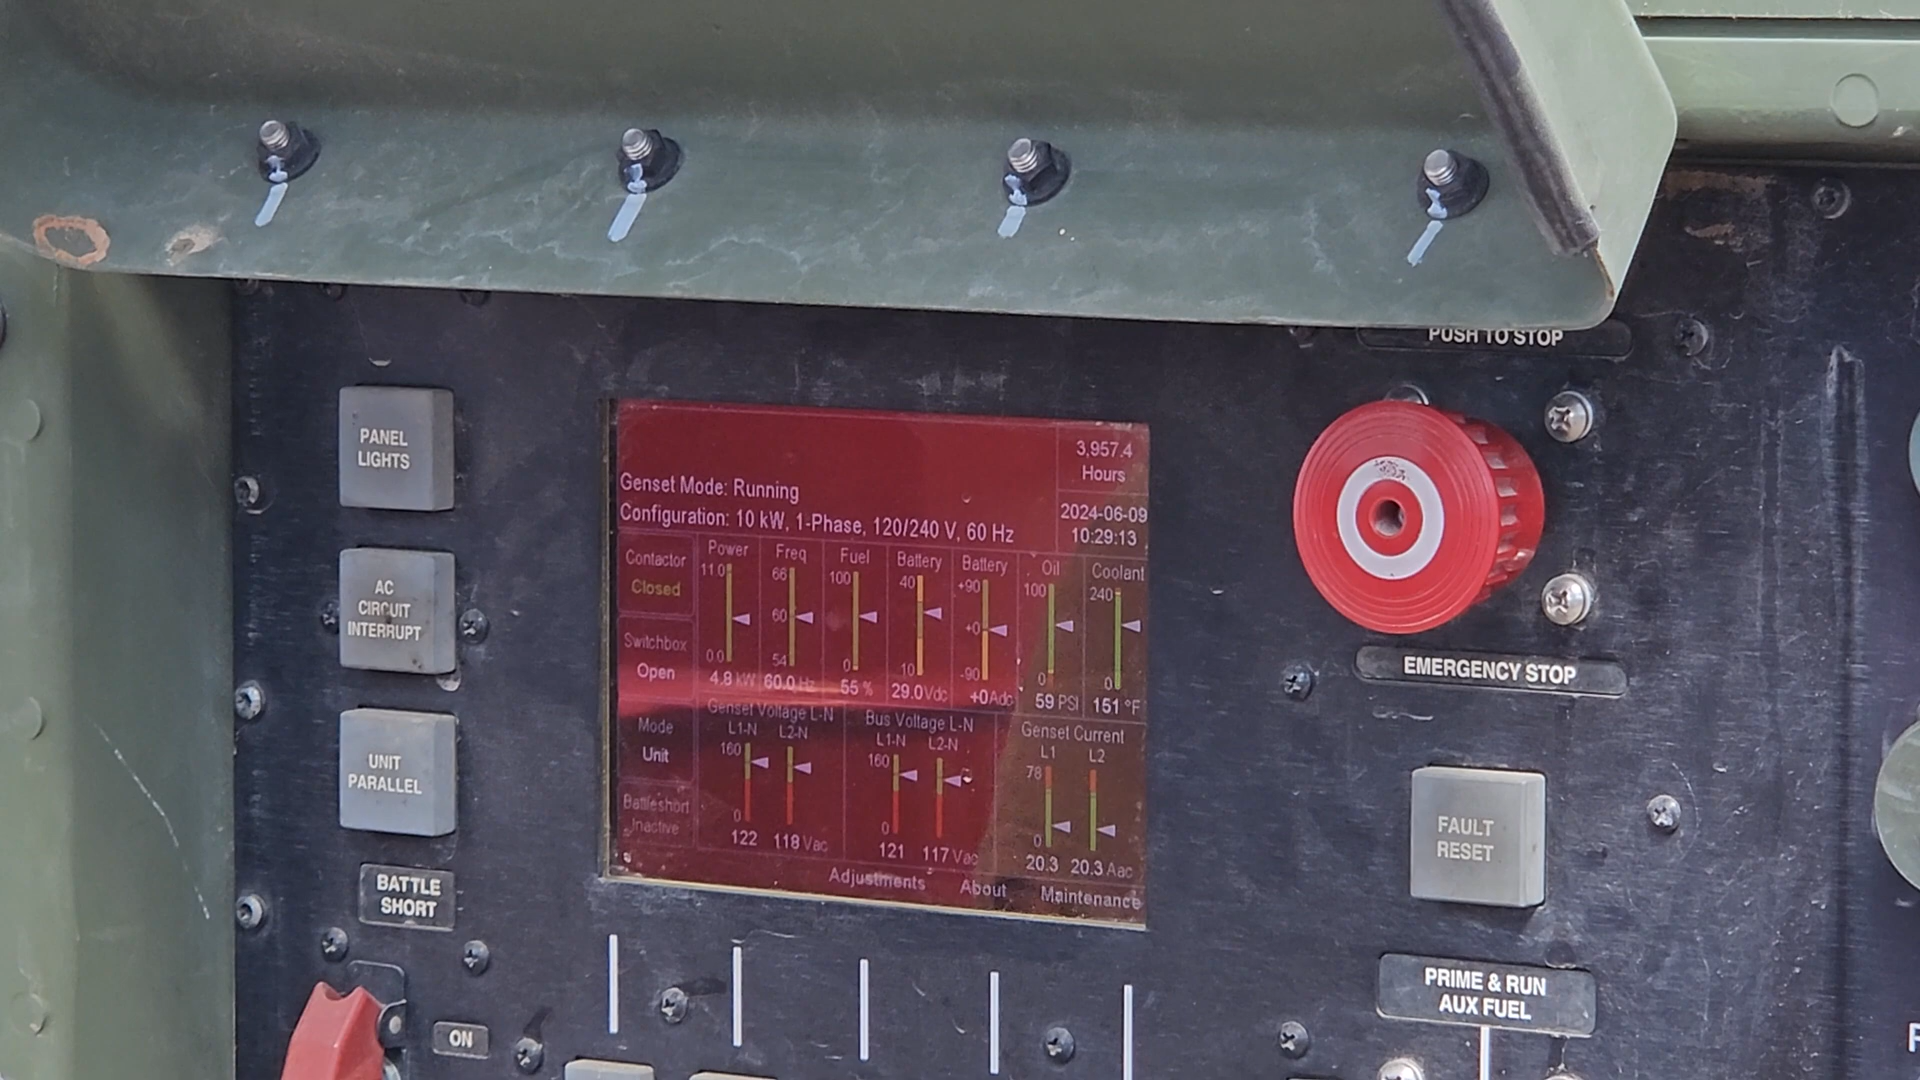 PUSH TO STOP
PANEL
LIGHTS
AC
CIRCUIT
INTERRUPT
UNIT
PARALLEL
BATTLE
SHORT
ON
3,957.4
Hours
Genset Mode: Running
Configuration: 10 kW, 1-Phase, 120/240 V, 60 Hz
2024-06-09
10:29:13
Contactor
Closed
Switchbox
Open
Mode
Unit
Battleshort
Inactive
Power
11.0
0.0
4.8 kW
Freq
66
60
54
60.0 Hz
Fuel
100
0
55 %
Battery
40
10
29.0 Vdc
Battery
+90
+0
-90
+0 Adc
Oil
100
0
59 PSI
Coolant
240
0
151 °F
Genset Voltage L-N
L1-N L2-N
160
0
122 118 Vac
Bus Voltage L-N
L1-N L2-N
160
0
121 117 Vac
Genset Current
L1 L2
78
0
20.3 20.3 Aac
Adjustments About Maintenance
EMERGENCY STOP
FAULT
RESET
PRIME & RUN
AUX FUEL